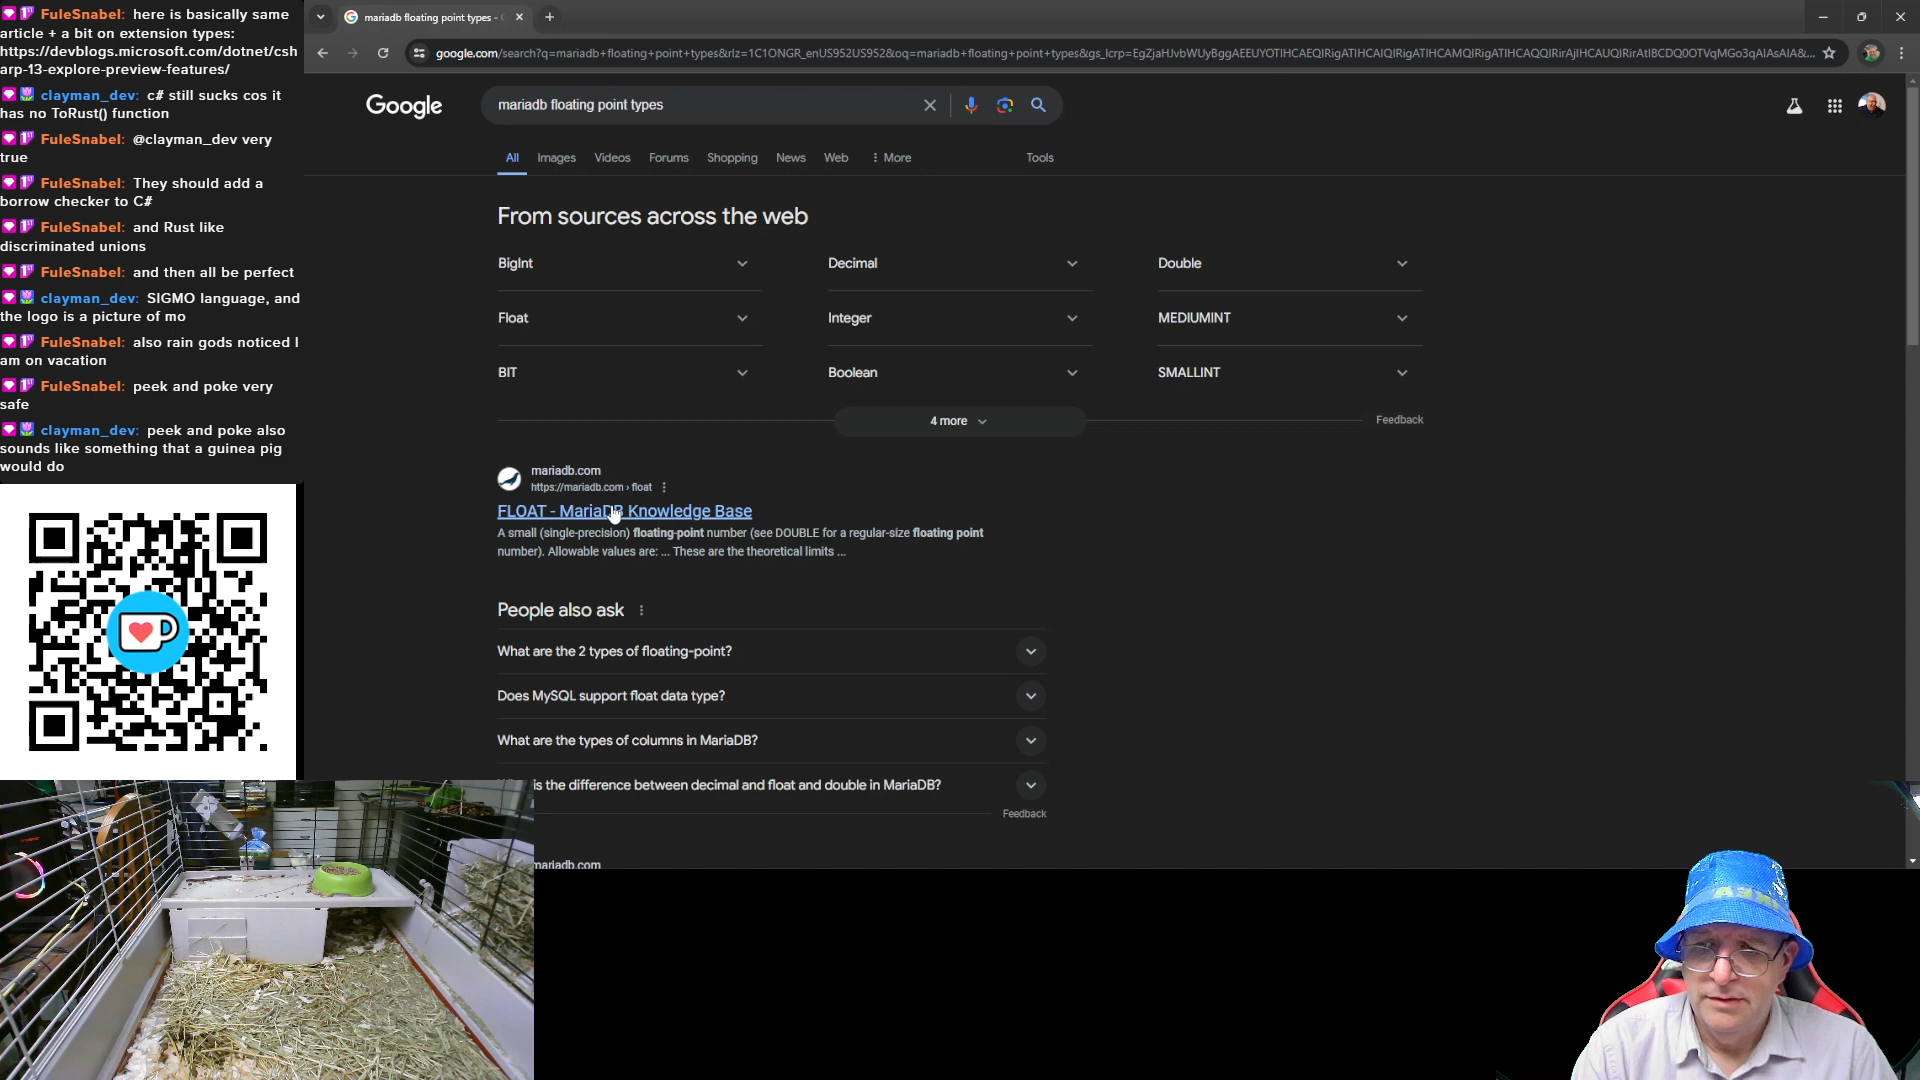 FuleSnabel: here is basically same
article + a bit on extension types:
https://devblogs.microsoft.com/dotnet/csh
arp-13-explore-preview-features/
clayman_dev: c# still sucks cos it
has no ToRust() function
FuleSnabel: @clayman_dev very
true
FuleSnabel: They should add a
borrow checker to C#
FuleSnabel: and Rust like
discriminated unions
FuleSnabel: and then all be perfect
clayman_dev: SIGMO language, and
the logo is a picture of mo
FuleSnabel: also rain gods noticed I
am on vacation
FuleSnabel: peek and poke very
safe
clayman_dev: peek and poke also
sounds like something that a guinea pig
would do
mariadb floating point types -
google.com/search?q=mariadb+floating+point+types&rlz=1C1ONGR_enUS952US952&oq=mariadb+floating+point+types&gs_lcrp=
Google
mariadb floating point types
All Images Videos Forums Shopping News Web More Tools
From sources across the web
BigInt Decimal Double
Float Integer MEDIUMINT
BIT Boolean SMALLINT
4 more
Feedback
mariadb.com
https://mariadb.com › float
FLOAT - MariaDB Knowledge Base
A small (single-precision) floating-point number (see DOUBLE for a regular-size floating point
number). Allowable values are: ... These are the theoretical limits ...
People also ask
What are the 2 types of floating-point?
Does MySQL support float data type?
What are the types of columns in MariaDB?
is the difference between decimal and float and double in MariaDB?
Feedback
mariadb.com